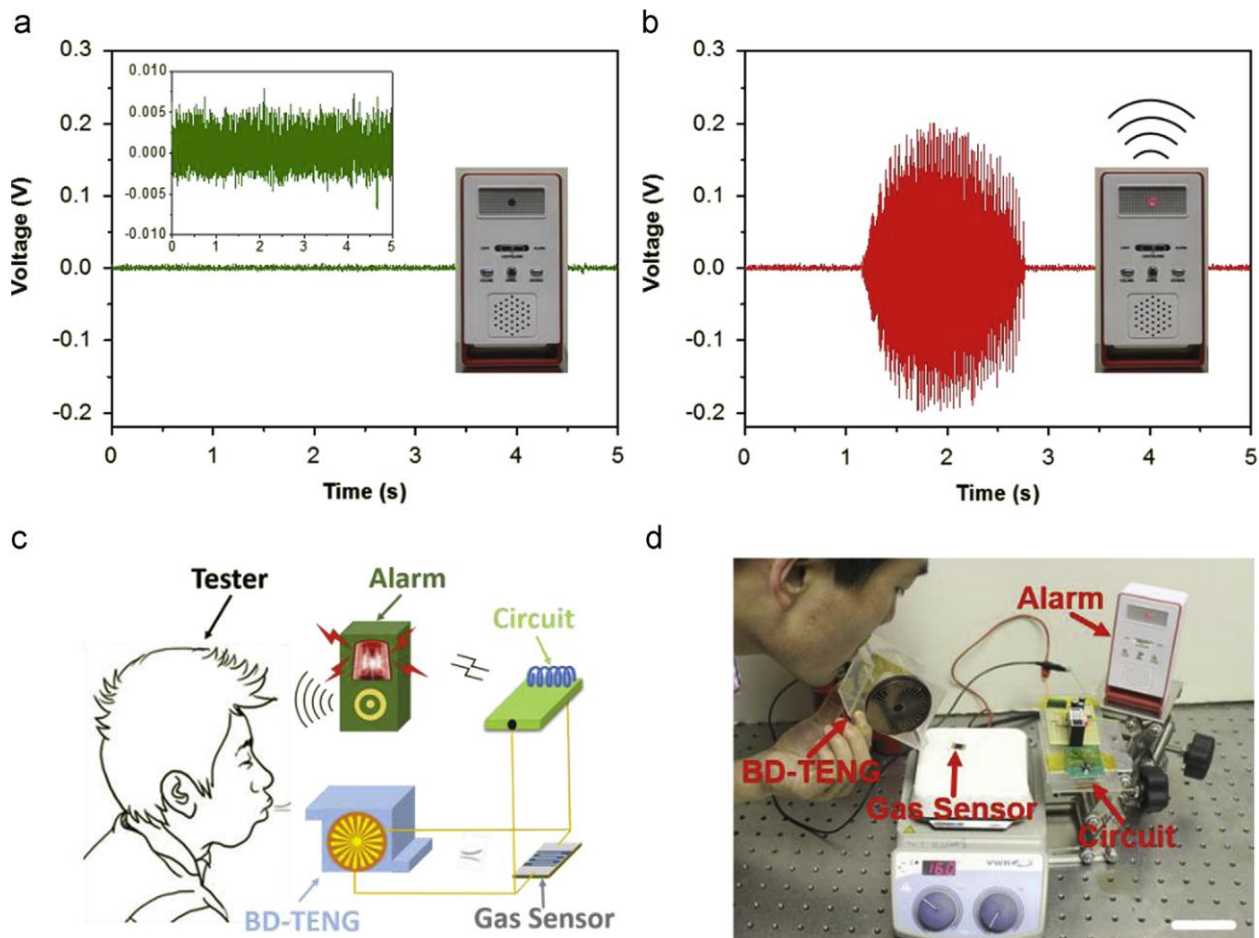 a
0.3
0.2
0.1
0.0
-0.1
-0.2
Voltage (V)
0.010
0.005
0.000
-0.005
-0.010
0 1 2 3 4 5
0 1 2 3 4 5
Time (s)
b
0.3
0.2
0.1
0.0
-0.1
-0.2
Voltage (V)
0 1 2 3 4 5
Time (s)
c
Tester
Alarm
Circuit
BD-TENG
Gas Sensor
d
Alarm
BD-TENG
Gas Sensor
Circuit
VWR
160